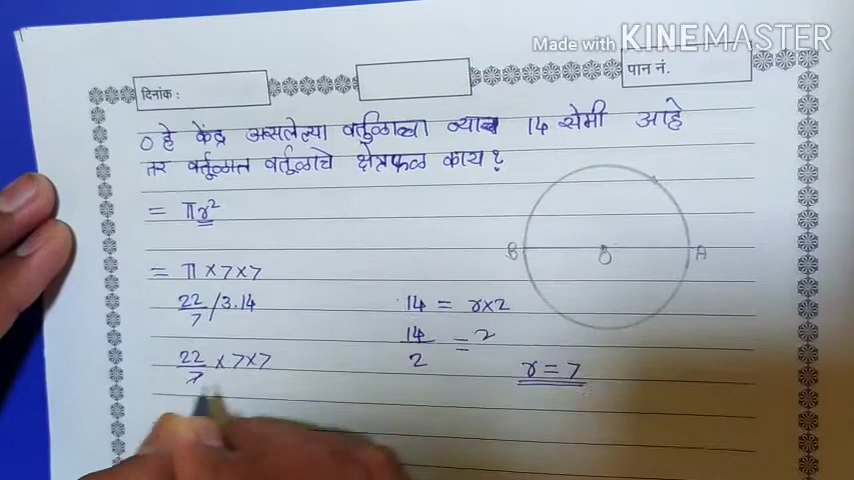 Made with KINEMASTER
दिनांक :
पान नं.
O हे केंद्र असलेल्या वर्तुळाचा व्यास 14 सेमी आहे
तर वर्तुळात वर्तुळाचे क्षेत्रफळ काय?
= πr²
B O A
= π × 7 × 7
22/7 / 3.14
14 = r×2
14/2 = r
22/7 × 7×7
r = 7